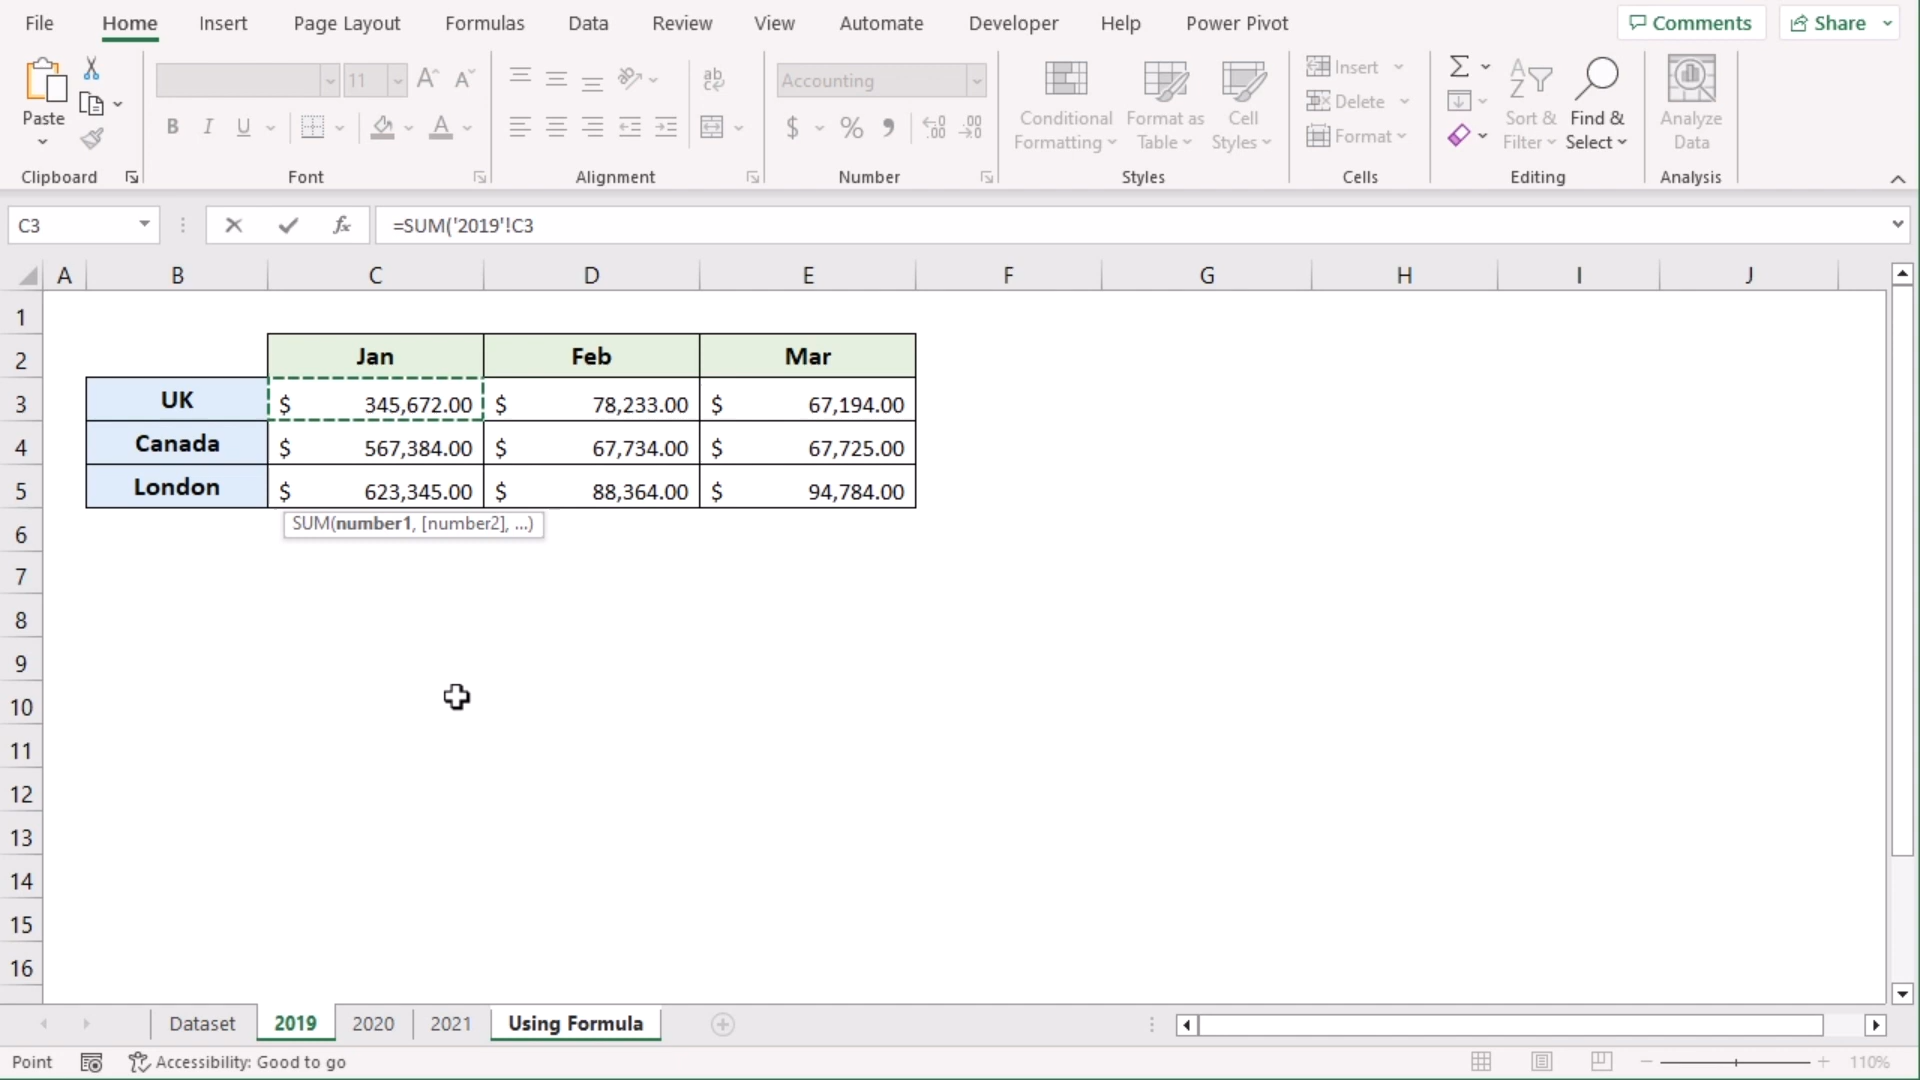 File Home Insert Page Layout Formulas Data Review View Automate Developer Help Power Pivot Comments Share
Paste
Clipboard
11
B I U
Font
ab
Alignment
Accounting
$ % 9
Number
Conditional Formatting
Format as Table
Cell Styles
Styles
Insert
Delete
Format
Cells
Sort & Filter
Find & Select
Editing
Analyze Data
Analysis
C3 fx =SUM('2019'!C3
A B C D E F G H I J
1
2 Jan Feb Mar
3 UK $ 345,672.00 $ 78,233.00 $ 67,194.00
4 Canada $ 567,384.00 $ 67,734.00 $ 67,725.00
5 London $ 623,345.00 $ 88,364.00 $ 94,784.00
SUM(number1, [number2], ...)
6
7
8
9
10
11
12
13
14
15
16
Dataset 2019 2020 2021 Using Formula
Point Accessibility: Good to go 110%